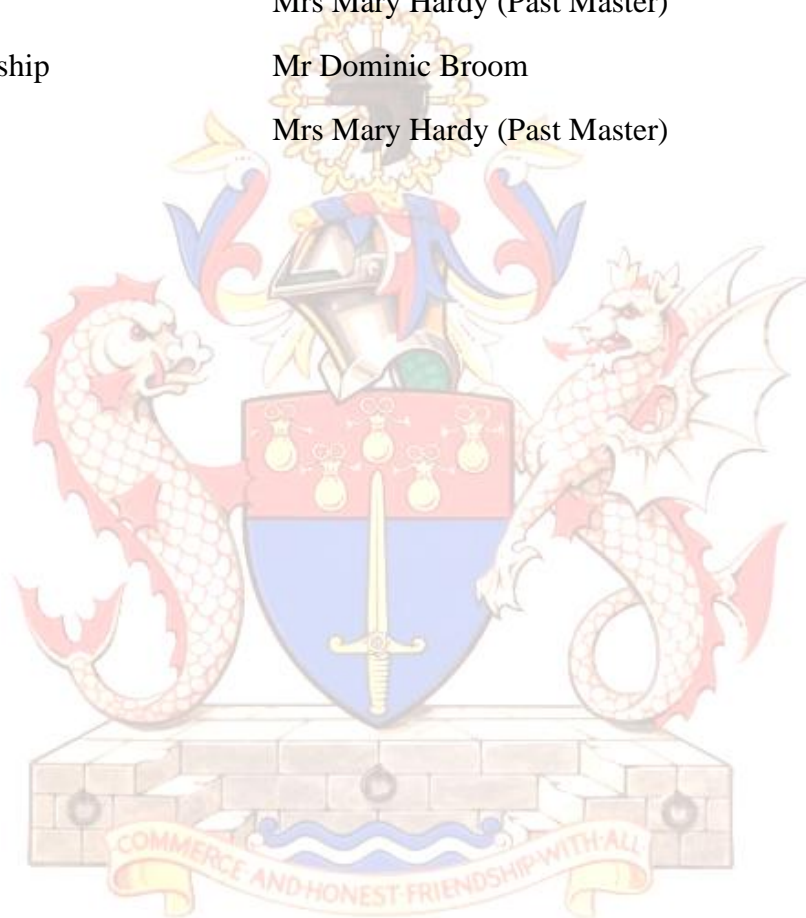 Mrs Mary Hardy (Past Master)
ship Mr Dominic Broom
Mrs Mary Hardy (Past Master)
COMMERCE AND·HONEST·FRIENDSHIP·WITH·ALL